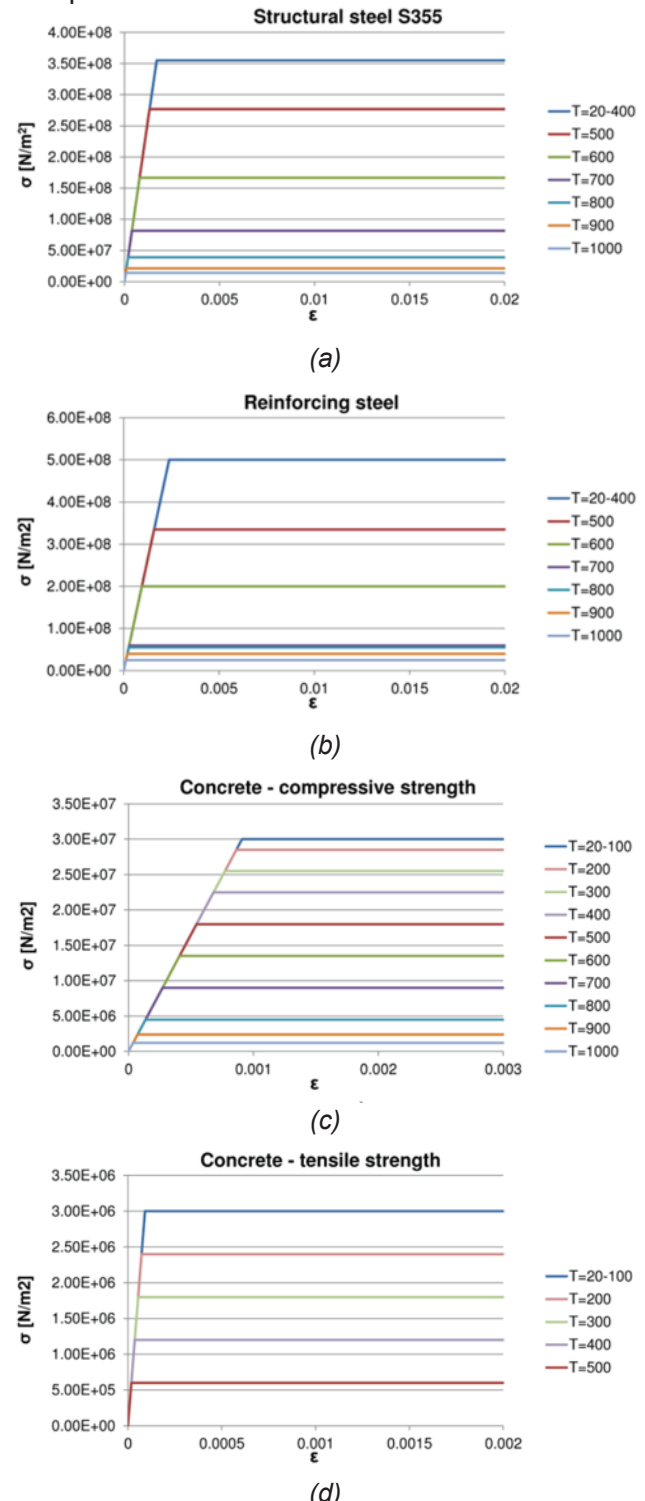 Structural steel S355
4.00E+08
3.50E+08
3.00E+08
2.50E+08
2.00E+08
1.50E+08
1.00E+08
5.00E+07
0.00E+00
σ [N/m²]
0 0.005 0.01 0.015 0.02
ε
T=20-400
T=500
T=600
T=700
T=800
T=900
T=1000
(a)
Reinforcing steel
6.00E+08
5.00E+08
4.00E+08
3.00E+08
2.00E+08
1.00E+08
0.00E+00
σ [N/m2]
0 0.005 0.01 0.015 0.02
ε
T=20-400
T=500
T=600
T=700
T=800
T=900
T=1000
(b)
Concrete - compressive strength
3.50E+07
3.00E+07
2.50E+07
2.00E+07
1.50E+07
1.00E+07
5.00E+06
0.00E+00
σ [N/m2]
0 0.001 0.002 0.003
ε
T=20-100
T=200
T=300
T=400
T=500
T=600
T=700
T=800
T=900
T=1000
(c)
Concrete - tensile strength
3.50E+06
3.00E+06
2.50E+06
2.00E+06
1.50E+06
1.00E+06
5.00E+05
0.00E+00
σ [N/m2]
0 0.0005 0.001 0.0015 0.002
ε
T=20-100
T=200
T=300
T=400
T=500
(d)